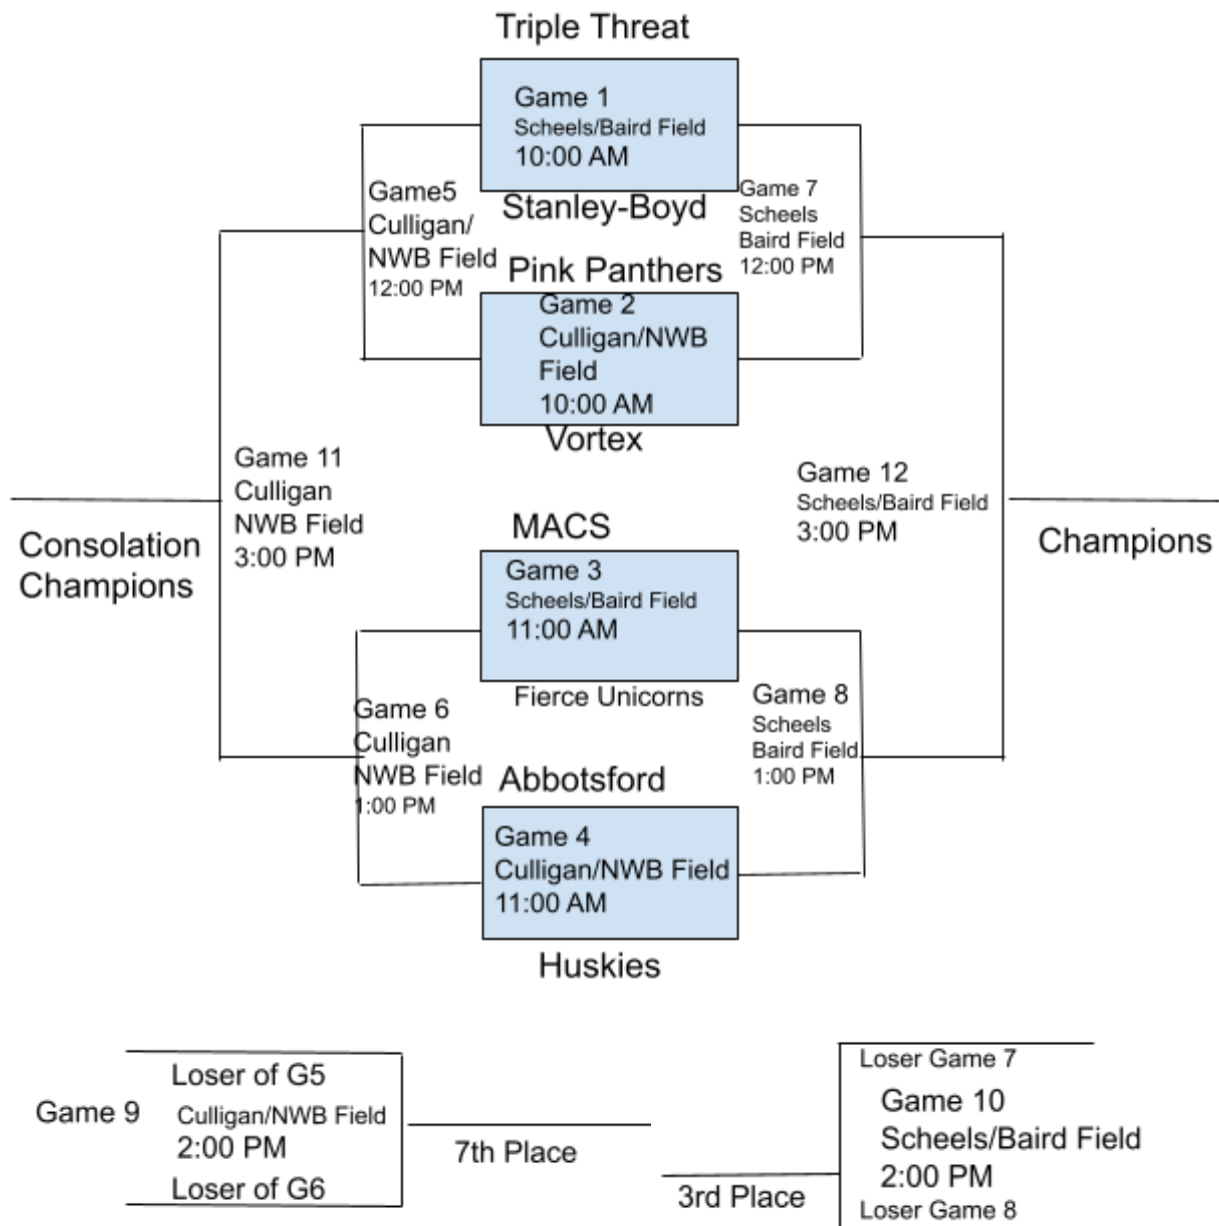 Triple Threat
Game 1
Scheels/Baird Field
10:00 AM
Stanley-Boyd
Game5
Culligan/
NWB Field
12:00 PM
Game 7
Scheels
Baird Field
12:00 PM
Pink Panthers
Game 2
Culligan/NWB
Field
10:00 AM
Vortex
Game 11
Culligan
NWB Field
3:00 PM
Consolation
Champions
Game 12
Scheels/Baird Field
3:00 PM
Champions
MACS
Game 3
Scheels/Baird Field
11:00 AM
Fierce Unicorns
Game 6
Culligan
NWB Field
1:00 PM
Game 8
Scheels
Baird Field
1:00 PM
Abbotsford
Game 4
Culligan/NWB Field
11:00 AM
Huskies
Game 9
Loser of G5
Culligan/NWB Field
2:00 PM
Loser of G6
7th Place
3rd Place
Loser Game 7
Game 10
Scheels/Baird Field
2:00 PM
Loser Game 8